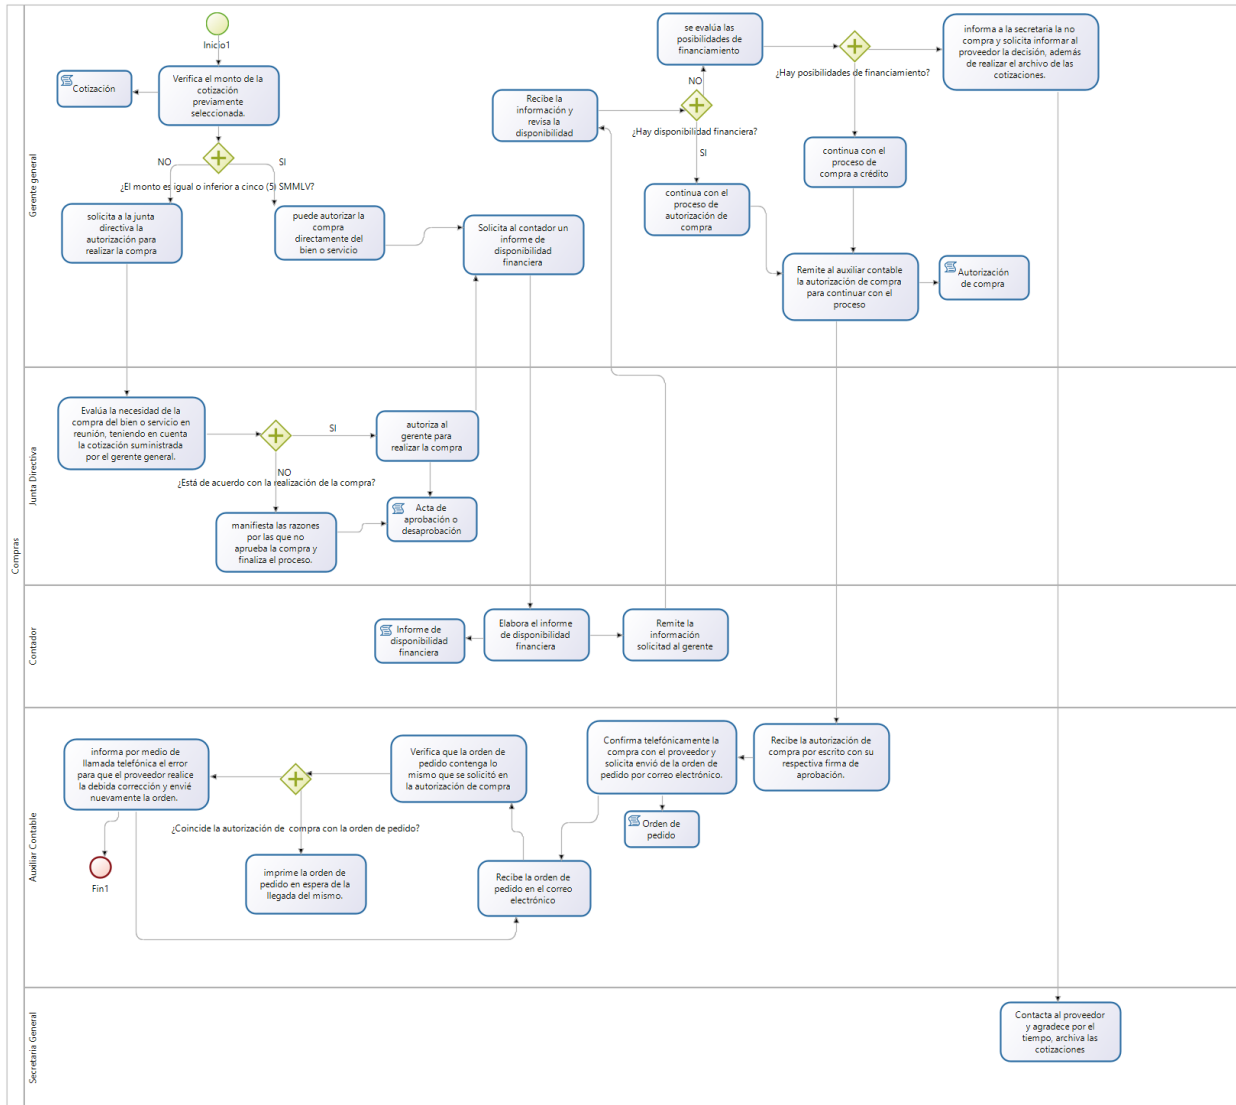 Compras
Gerente general
Inicio1
Cotización
Verifica el monto de la
cotización
previamente
seleccionada.
NO
SI
¿El monto es igual o inferior a cinco (5) SMMLV?
solicita a la junta
directiva la
autorización para
realizar la compra
puede autorizar la
compra
directamente del
bien o servicio
Solicita al contador un
informe de
disponibilidad
financiera
Recibe la
información y
revisa la
disponibilidad
se evalúa las
posibilidades de
financiamiento
NO
¿Hay disponibilidad financiera?
SI
continua con el
proceso de
autorización de
compra
¿Hay posibilidades de financiamiento?
informa a la secretaria la no
compra y solicita informar al
proveedor la decisión, además
de realizar el archivo de las
cotizaciones.
continua con el
proceso de
compra a crédito
Remite al auxiliar contable
la autorización de compra
para continuar con el
proceso
Autorización
de compra
Junta Directiva
Evalúa la necesidad de la
compra del bien o servicio en
reunión, teniendo en cuenta
la cotización suministrada
por el gerente general.
SI
NO
¿Está de acuerdo con la realización de la compra?
autoriza al
gerente para
realizar la compra
manifiesta las razones
por las que no
aprueba la compra y
finaliza el proceso.
Acta de
aprobación o
desaprobación
Contador
Informe de
disponibilidad
financiera
Elabora el informe
de disponibilidad
financiera
Remite la
información
solicitad al gerente
Auxiliar Contable
informa por medio de
llamada telefónica el error
para que el proveedor realice
la debida corrección y envié
nuevamente la orden.
Fin1
¿Coincide la autorización de compra con la orden de pedido?
imprime la orden de
pedido en espera de la
llegada del mismo.
Verifica que la orden de
pedido contenga lo
mismo que se solicitó en
la autorización de compra
Recibe la orden de
pedido en el correo
electrónico
Confirma telefónicamente la
compra con el proveedor y
solicita envió de la orden de
pedido por correo electrónico.
Orden de
pedido
Recibe la autorización de
compra por escrito con su
respectiva firma de
aprobación.
Secretaria General
Contacta al proveedor
y agradece por el
tiempo, archiva las
cotizaciones